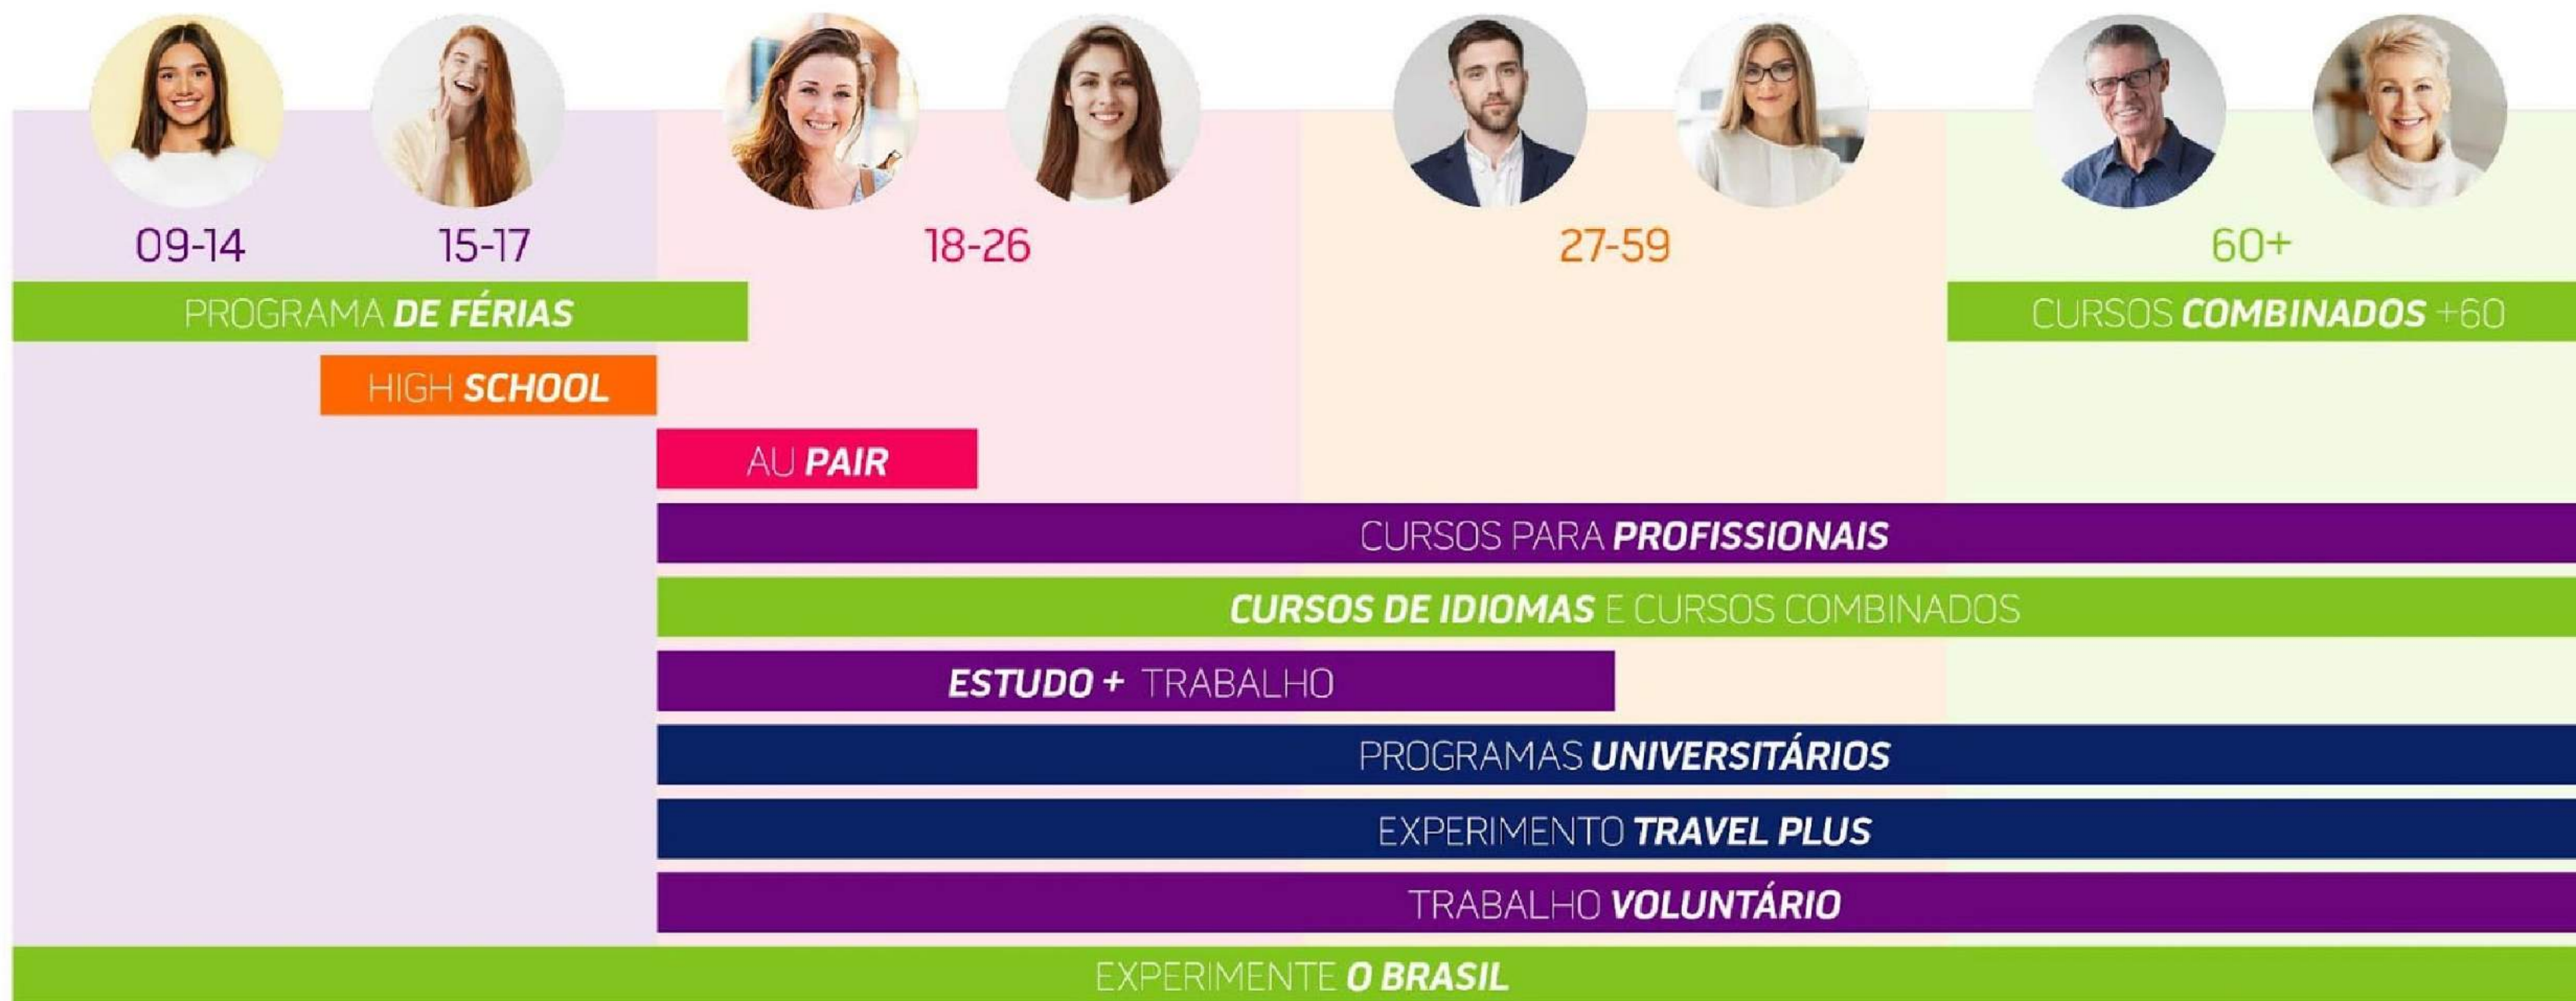 09-14
15-17
18-26
27-59
60+
PROGRAMA DE FÉRIAS
CURSOS COMBINADOS +60
HIGH SCHOOL
AU PAIR
CURSOS PARA PROFISSIONAIS
CURSOS DE IDIOMAS E CURSOS COMBINADOS
ESTUDO + TRABALHO
PROGRAMAS UNIVERSITÁRIOS
EXPERIMENTO TRAVEL PLUS
TRABALHO VOLUNTÁRIO
EXPERIMENTE O BRASIL